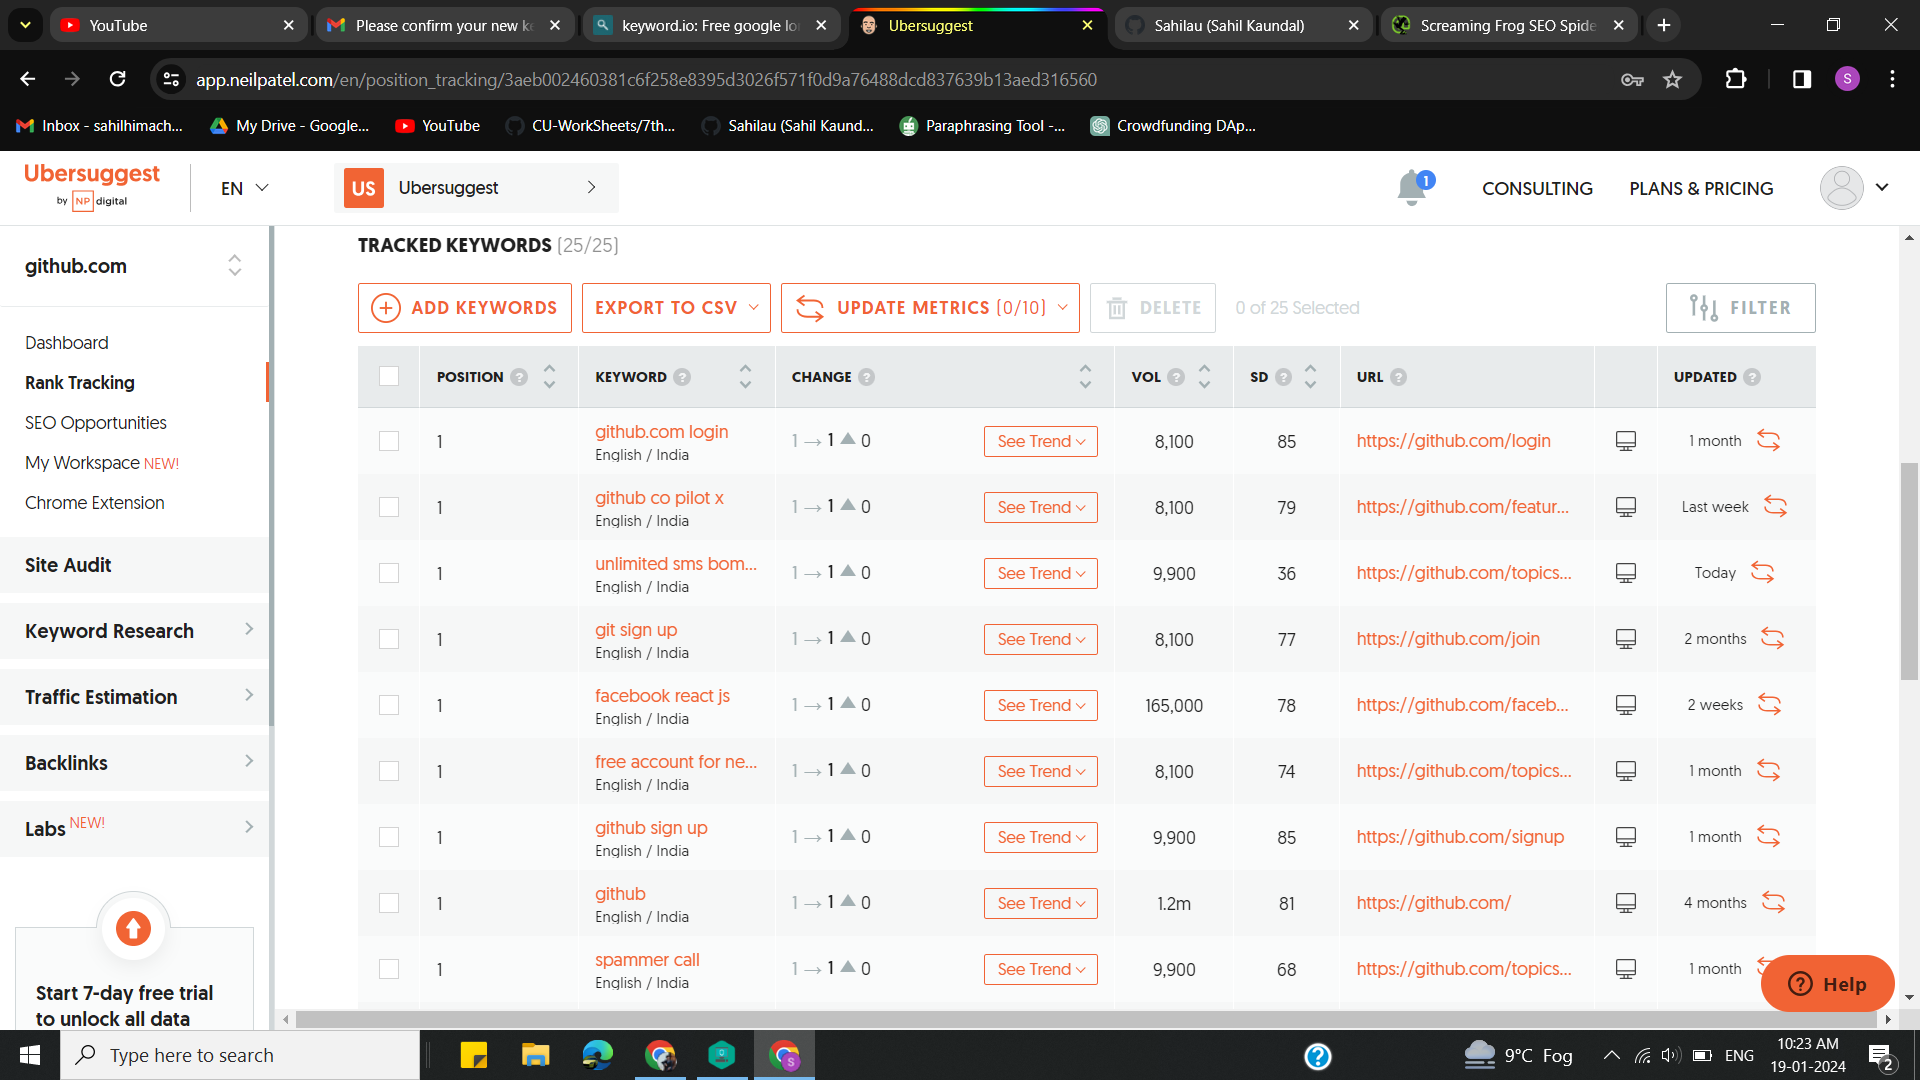 YouTube
Please confirm your new ke
keyword.io: Free google lo
Ubersuggest
Sahilau (Sahil Kaundal)
Screaming Frog SEO Spide
app.neilpatel.com/en/position_tracking/3aeb002460381c6f258e8395d3026f571f0d9a76488dcd837639b13aed316560
S
Inbox - sahilhimach...
My Drive - Google...
YouTube
CU-WorkSheets/7th...
Sahilau (Sahil Kaund...
Paraphrasing Tool -...
Crowdfunding DAp...
Ubersuggest
by NP digital
EN
US Ubersuggest
1
CONSULTING
PLANS & PRICING
github.com
Dashboard
Rank Tracking
SEO Opportunities
My Workspace NEW!
Chrome Extension
Site Audit
Keyword Research
Traffic Estimation
Backlinks
Labs NEW!
Start 7-day free trial
to unlock all data
TRACKED KEYWORDS (25/25)
ADD KEYWORDS
EXPORT TO CSV
UPDATE METRICS (0/10)
DELETE
0 of 25 Selected
FILTER
POSITION ? KEYWORD ? CHANGE ? VOL ? SD ? URL ? UPDATED ?
1 github.com login 1 → 1 0 See Trend 8,100 85 https://github.com/login 1 month
English / India
1 github co pilot x 1 → 1 0 See Trend 8,100 79 https://github.com/featur... Last week
English / India
1 unlimited sms bom... 1 → 1 0 See Trend 9,900 36 https://github.com/topics... Today
English / India
1 git sign up 1 → 1 0 See Trend 8,100 77 https://github.com/join 2 months
English / India
1 facebook react js 1 → 1 0 See Trend 165,000 78 https://github.com/faceb... 2 weeks
English / India
1 free account for ne... 1 → 1 0 See Trend 8,100 74 https://github.com/topics... 1 month
English / India
1 github sign up 1 → 1 0 See Trend 9,900 85 https://github.com/signup 1 month
English / India
1 github 1 → 1 0 See Trend 1.2m 81 https://github.com/ 4 months
English / India
1 spammer call 1 → 1 0 See Trend 9,900 68 https://github.com/topics... 1 month
English / India
? Help
Type here to search
S
?
9°C Fog
ENG
10:23 AM
19-01-2024
2